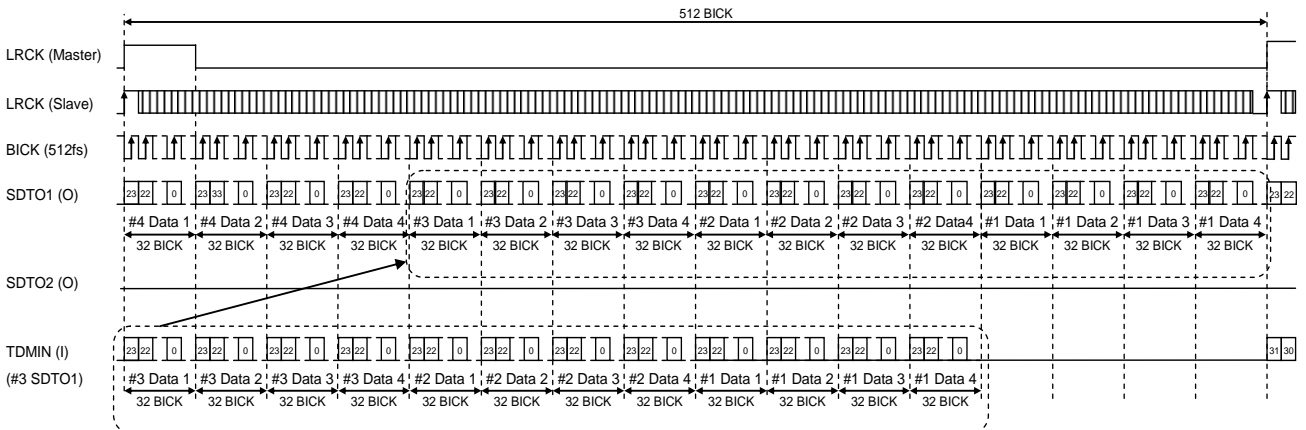 512 BICK
LRCK (Master)
LRCK (Slave)
BICK (512fs)
SDTO1 (O)
23 22 0 23 33 0 23 22 0 23 22 0 23 22 0 23 22 0 23 22 0 23 22 0 23 22 0 23 22 0 23 22 0 23 22 0 23 22 0 23 22 0 23 22 0 23 22 0 23 22
#4 Data 1 #4 Data 2 #4 Data 3 #4 Data 4 #3 Data 1 #3 Data 2 #3 Data 3 #3 Data 4 #2 Data 1 #2 Data 2 #2 Data 3 #2 Data4 #1 Data 1 #1 Data 2 #1 Data 3 #1 Data 4
32 BICK 32 BICK 32 BICK 32 BICK 32 BICK 32 BICK 32 BICK 32 BICK 32 BICK 32 BICK 32 BICK 32 BICK 32 BICK 32 BICK 32 BICK 32 BICK
SDTO2 (O)
TDMIN (I)
23 22 0 23 22 0 23 22 0 23 22 0 23 22 0 23 22 0 23 22 0 23 22 0 23 22 0 23 22 0 23 22 0 23 22 0 31 30
(#3 SDTO1)
#3 Data 1 #3 Data 2 #3 Data 3 #3 Data 4 #2 Data 1 #2 Data 2 #2 Data 3 #2 Data 4 #1 Data 1 #1 Data 2 #1 Data 3 #1 Data 4
32 BICK 32 BICK 32 BICK 32 BICK 32 BICK 32 BICK 32 BICK 32 BICK 32 BICK 32 BICK 32 BICK 32 BICK